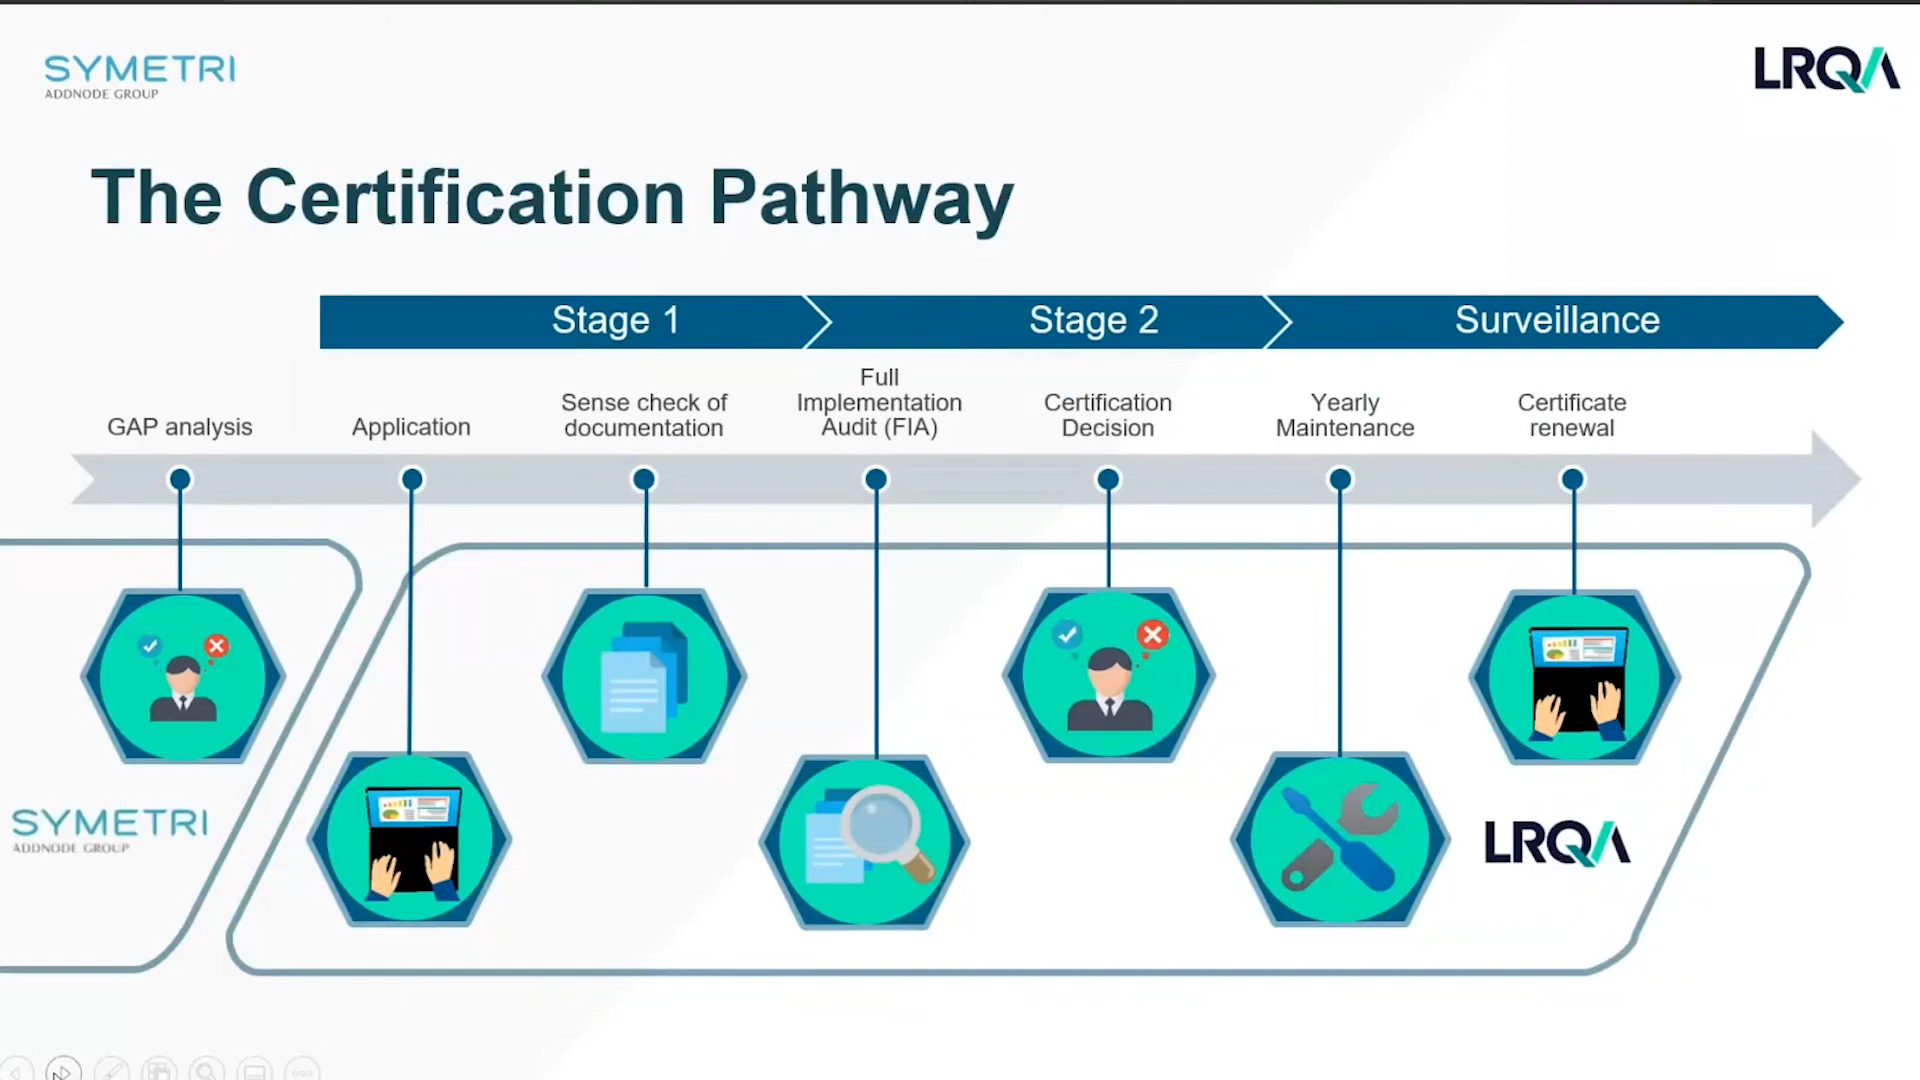 SYMETRI
ADDNODE GROUP
LRQA
The Certification Pathway
Stage 1
Stage 2
Surveillance
GAP analysis
Application
Sense check of
documentation
Full
Implementation
Audit (FIA)
Certification
Decision
Yearly
Maintenance
Certificate
renewal
SYMETRI
ADDNODE GROUP
LRQA